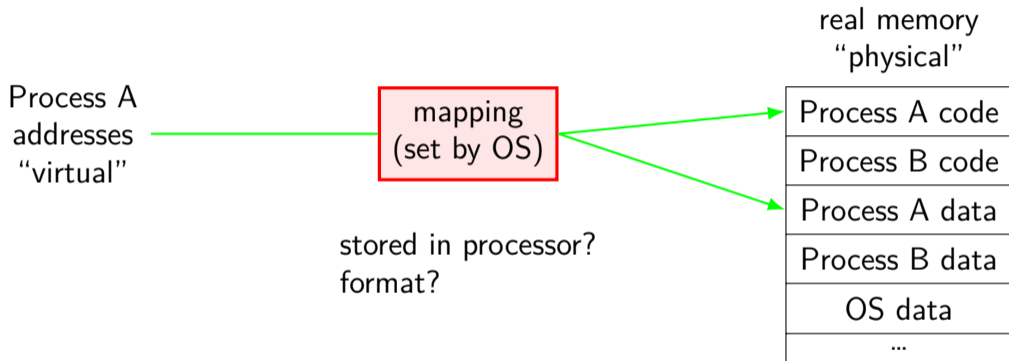 Process A
addresses
“virtual”
mapping
(set by OS)
stored in processor?
format?
real memory
“physical”
Process A code
Process B code
Process A data
Process B data
OS data
...